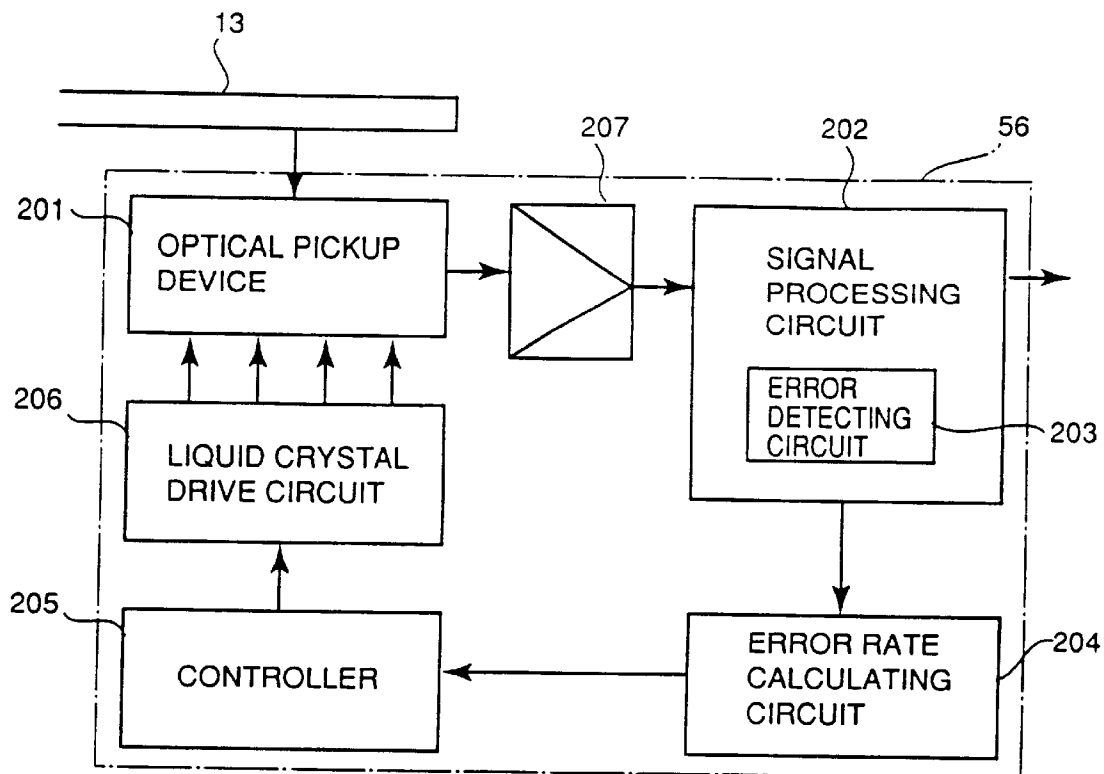 13
207
202
56
201
OPTICAL PICKUP
DEVICE
SIGNAL
PROCESSING
CIRCUIT
206
LIQUID CRYSTAL
DRIVE CIRCUIT
ERROR
DETECTING
CIRCUIT
203
205
CONTROLLER
ERROR RATE
CALCULATING
CIRCUIT
204